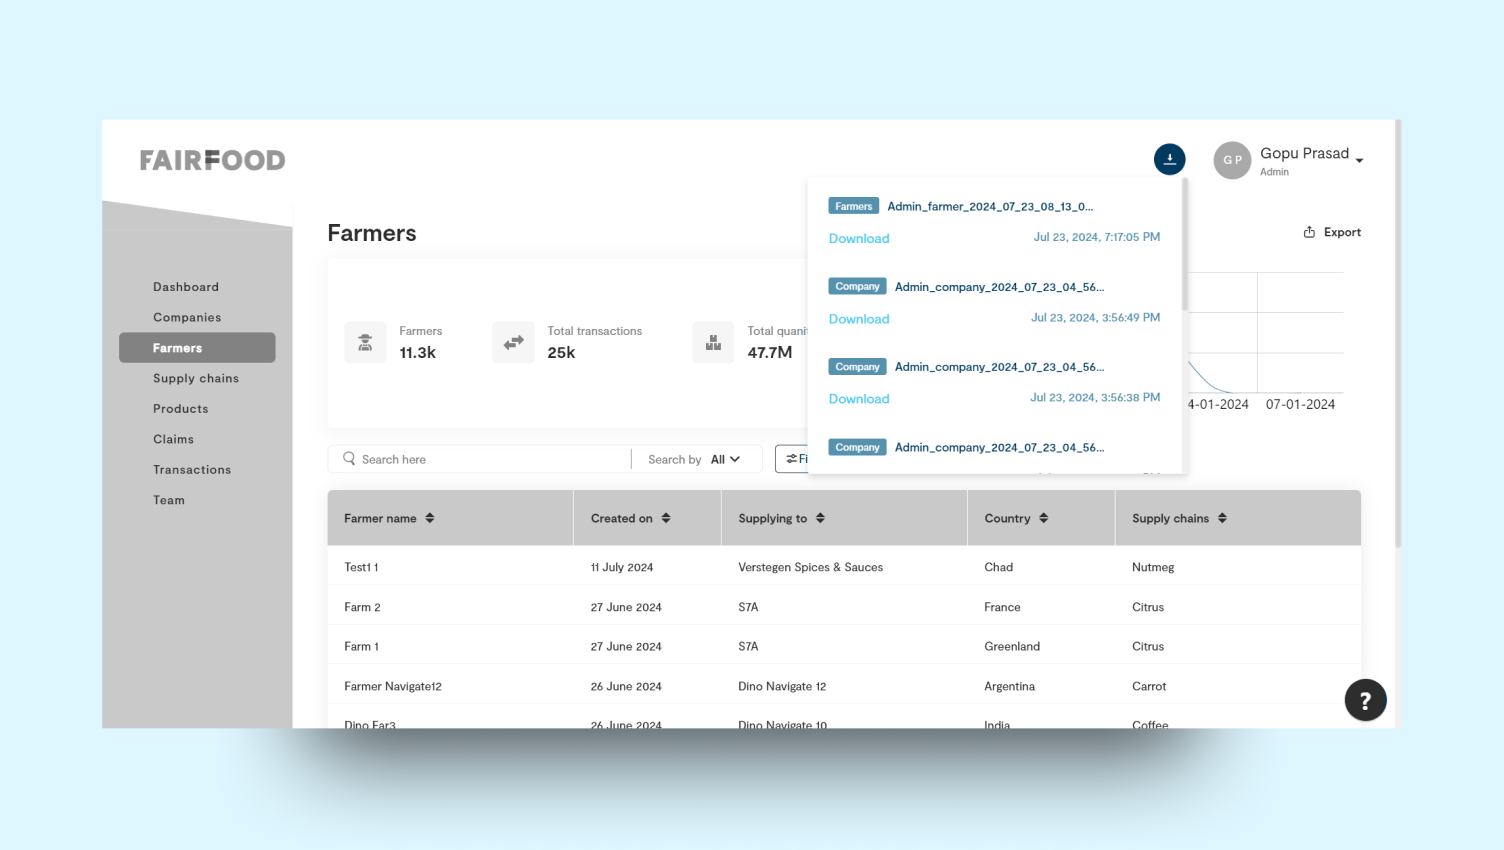 FAIRFOOD
GP
Gopu Prasad
Admin
Dashboard
Companies
Farmers
Supply chains
Products
Claims
Transactions
Team
Farmers
Export
Farmers
11.3k
Total transactions
25k
Total quanti
47.7M
Farmers Admin_farmer_2024_07_23_08_13_0...
Download Jul 23, 2024, 7:17:05 PM
Company Admin_company_2024_07_23_04_56...
Download Jul 23, 2024, 3:56:49 PM
Company Admin_company_2024_07_23_04_56...
Download Jul 23, 2024, 3:56:38 PM
Company Admin_company_2024_07_23_04_56...
4-01-2024 07-01-2024
Search here Search by All Fi
Farmer name Created on Supplying to Country Supply chains
Test1 1 11 July 2024 Verstegen Spices & Sauces Chad Nutmeg
Farm 2 27 June 2024 S7A France Citrus
Farm 1 27 June 2024 S7A Greenland Citrus
Farmer Navigate12 26 June 2024 Dino Navigate 12 Argentina Carrot
Dino Far3 26 June 2024 Dino Navigate 10 India Coffee
?